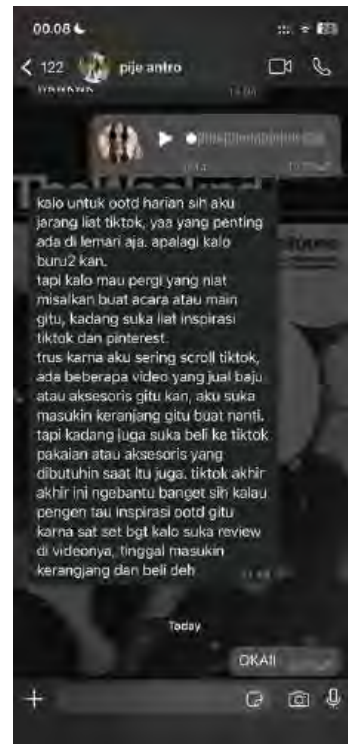 00.08
122
pije antro
kalo untuk ootd harian sih aku
jarang liat tiktok, yaa yang penting
ada di lemari aja. apalagi kalo
buru2 kan.
tapi kalo mau pergi yang niat
misalkan buat acara atau main
gitu, kadang suka liat inspirasi
tiktok dan pinterest.
trus karna aku sering scroll tiktok,
ada beberapa video yang jual baju
atau aksesoris gitu kan, aku suka
masukin keranjang gitu buat nanti.
tapi kadang juga suka beli ke tiktok
pakaian atau aksesoris yang
dibutuhin saat itu juga. tiktok akhir
akhir ini ngebantu banget sih kalau
pengen tau inspirasi ootd gitu
karna sat set bgt kalo suka review
di videonya, tinggal masukin
kerangjang dan beli deh
Today
OKAII